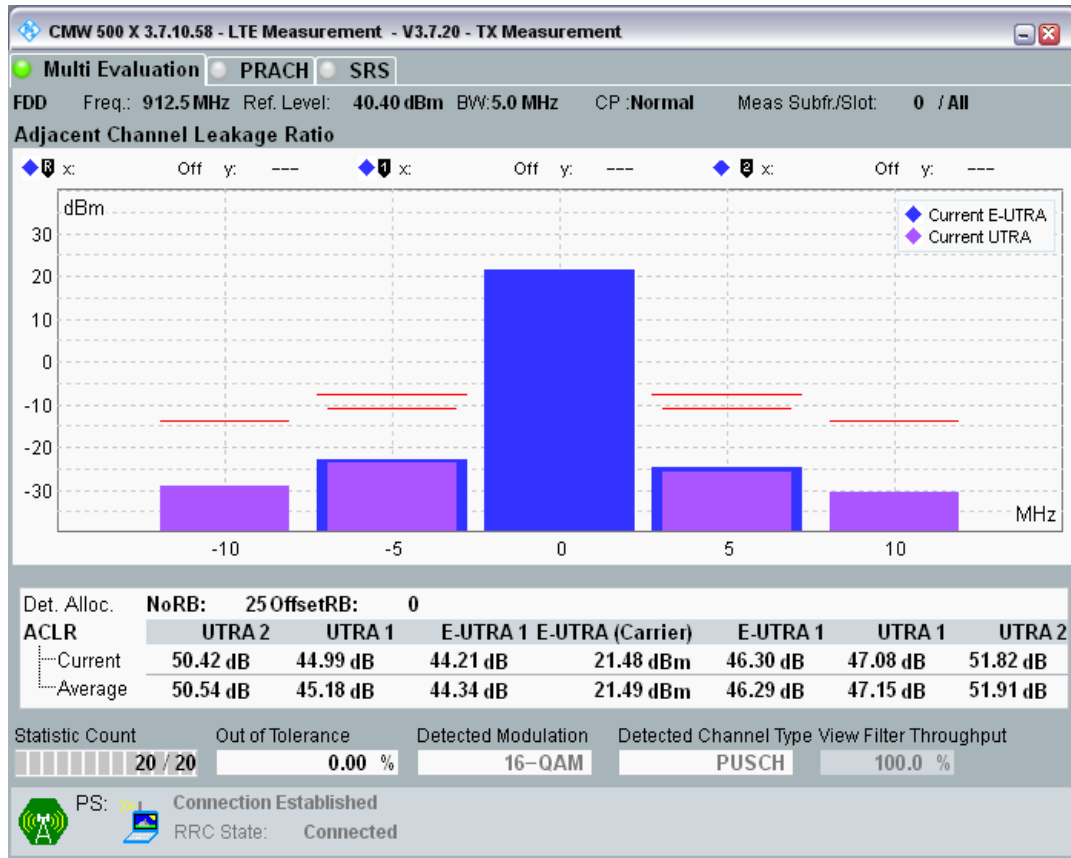 CMW 500 X 3.7.10.58 - LTE Measurement - V3.7.20 - TX Measurement
Multi Evaluation PRACH SRS
FDD Freq.: 912.5 MHz Ref. Level: 40.40 dBm BW: 5.0 MHz CP : Normal Meas Subfr./Slot: 0 / All
Adjacent Channel Leakage Ratio
R x: Off y: --- 1 x: Off y: --- 2 x: Off y: ---
dBm
Current E-UTRA
Current UTRA
30
20
10
0
-10
-20
-30
MHz
-10 -5 0 5 10
Det. Alloc. NoRB: 25 OffsetRB: 0
ACLR UTRA 2 UTRA 1 E-UTRA 1 E-UTRA (Carrier) E-UTRA 1 UTRA 1 UTRA 2
Current 50.42 dB 44.99 dB 44.21 dB 21.48 dBm 46.30 dB 47.08 dB 51.82 dB
Average 50.54 dB 45.18 dB 44.34 dB 21.49 dBm 46.29 dB 47.15 dB 51.91 dB
Statistic Count Out of Tolerance Detected Modulation Detected Channel Type View Filter Throughput
20 / 20 0.00 % 16-QAM PUSCH 100.0 %
PS: Connection Established
RRC State: Connected